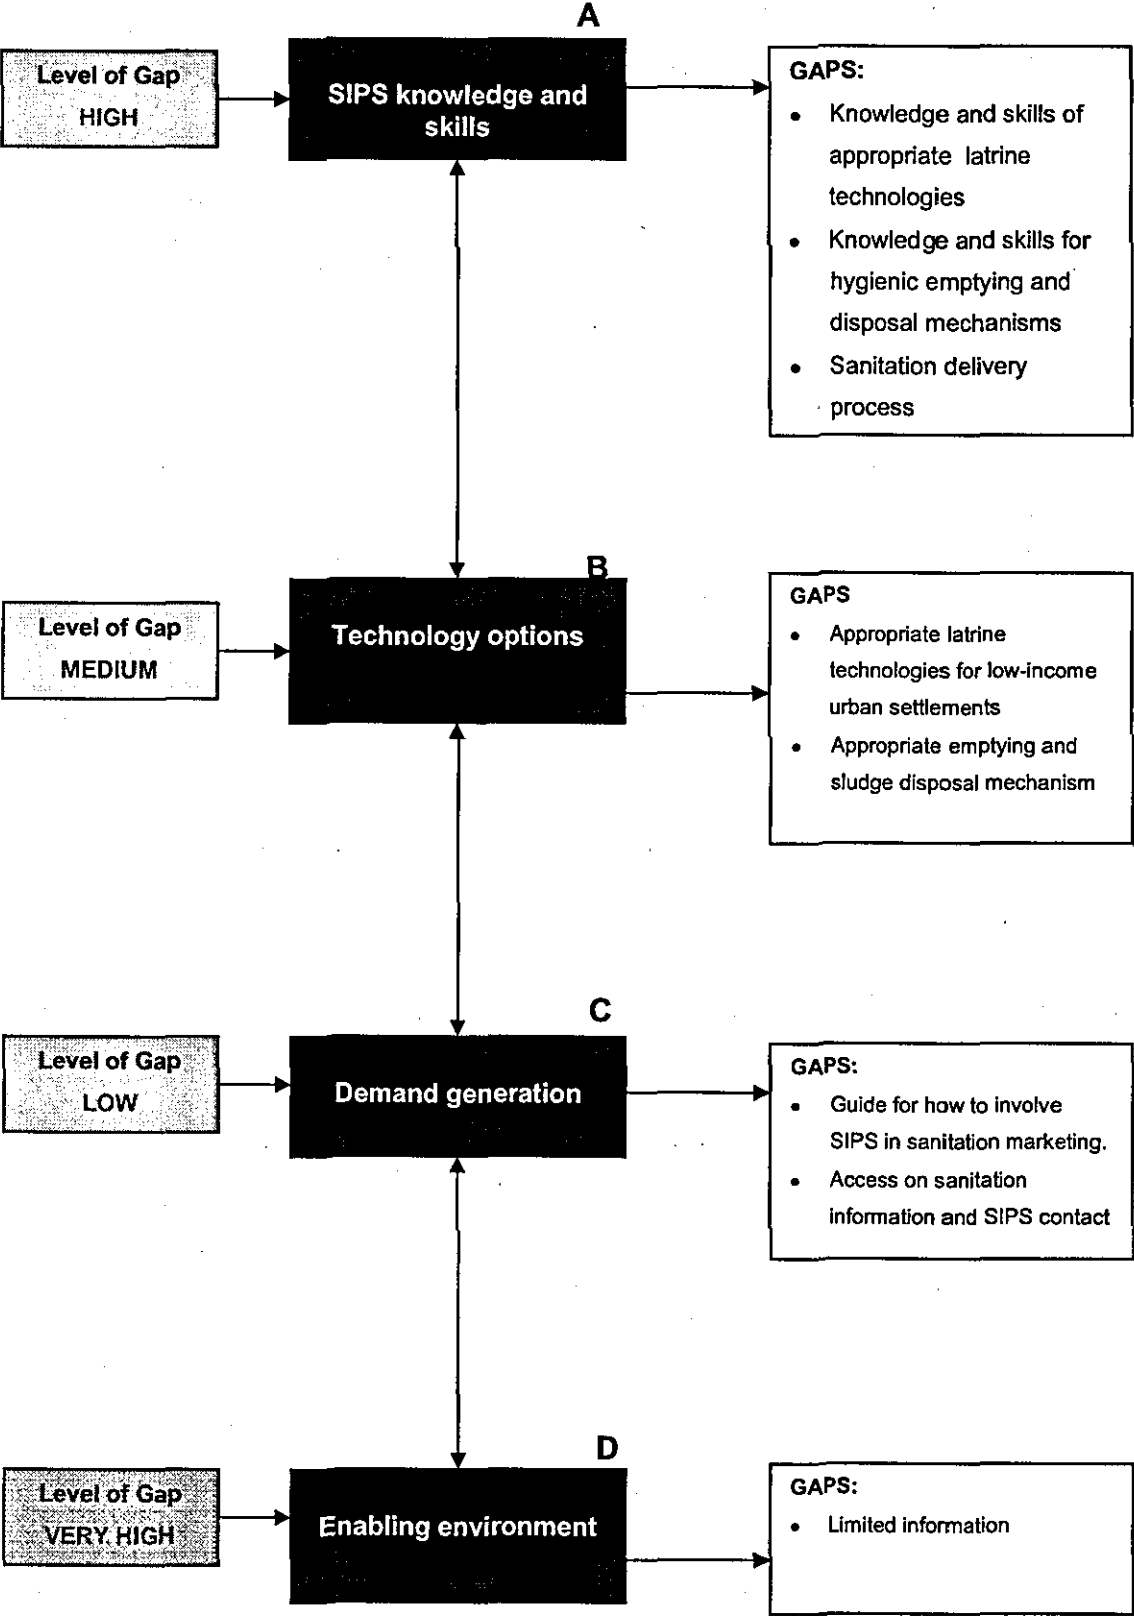 A
Level of Gap
HIGH
SIPS knowledge and
skills
GAPS:
• Knowledge and skills of
appropriate latrine
technologies
• Knowledge and skills for
hygienic emptying and
disposal mechanisms
• Sanitation delivery
process
B
Level of Gap
MEDIUM
Technology options
GAPS
• Appropriate latrine
technologies for low-income
urban settlements
• Appropriate emptying and
sludge disposal mechanism
C
Level of Gap
LOW
Demand generation
GAPS:
• Guide for how to involve
SIPS in sanitation marketing.
• Access on sanitation
information and SIPS contact
D
Level of Gap
VERY HIGH
Enabling environment
GAPS:
• Limited information